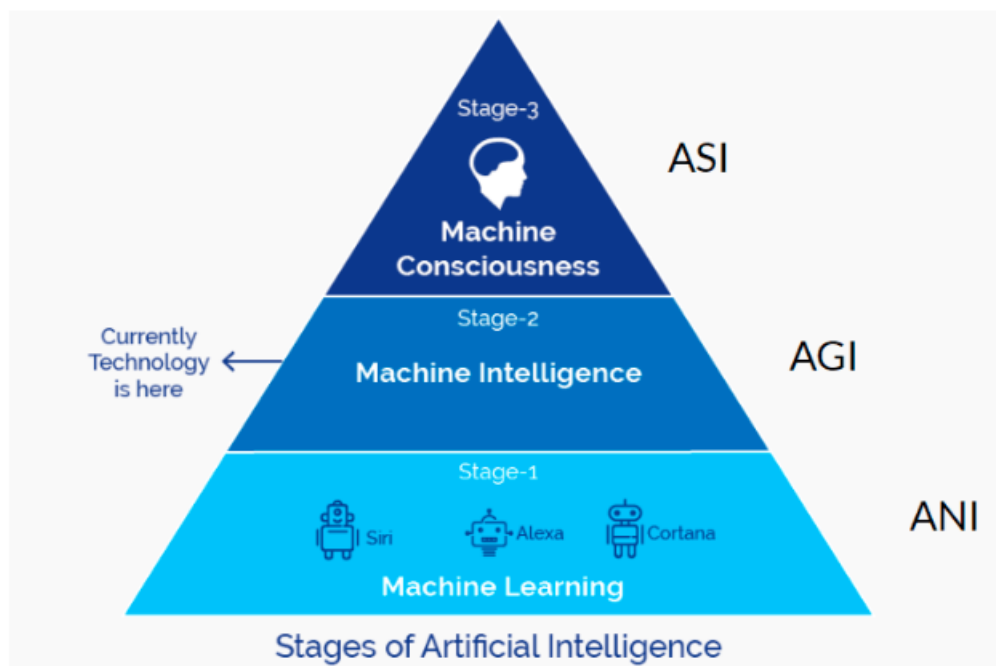 Stage-3
Machine
Consciousness
ASI
Stage-2
Machine Intelligence
Currently
Technology
is here
AGI
Stage-1
Siri
Alexa
Cortana
Machine Learning
ANI
Stages of Artificial Intelligence